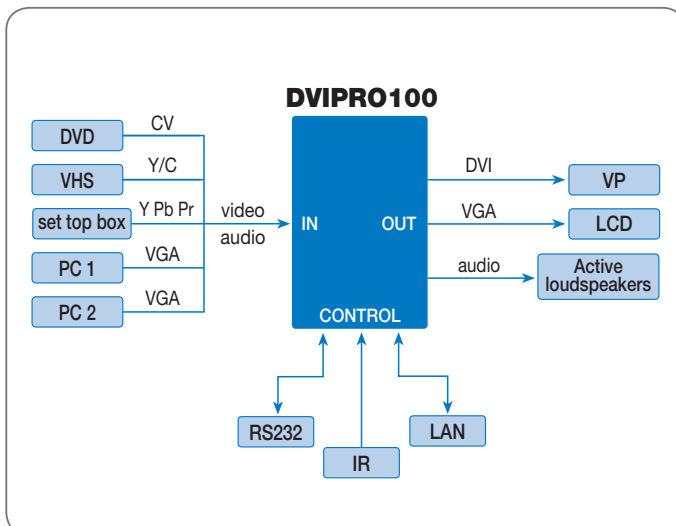 DVIPRO100
DVD
CV
VHS
Y/C
set top box
Y Pb Pr
PC 1
VGA
PC 2
VGA
video
audio
IN
OUT
CONTROL
DVI
VP
VGA
LCD
audio
Active
loudspeakers
RS232
IR
LAN